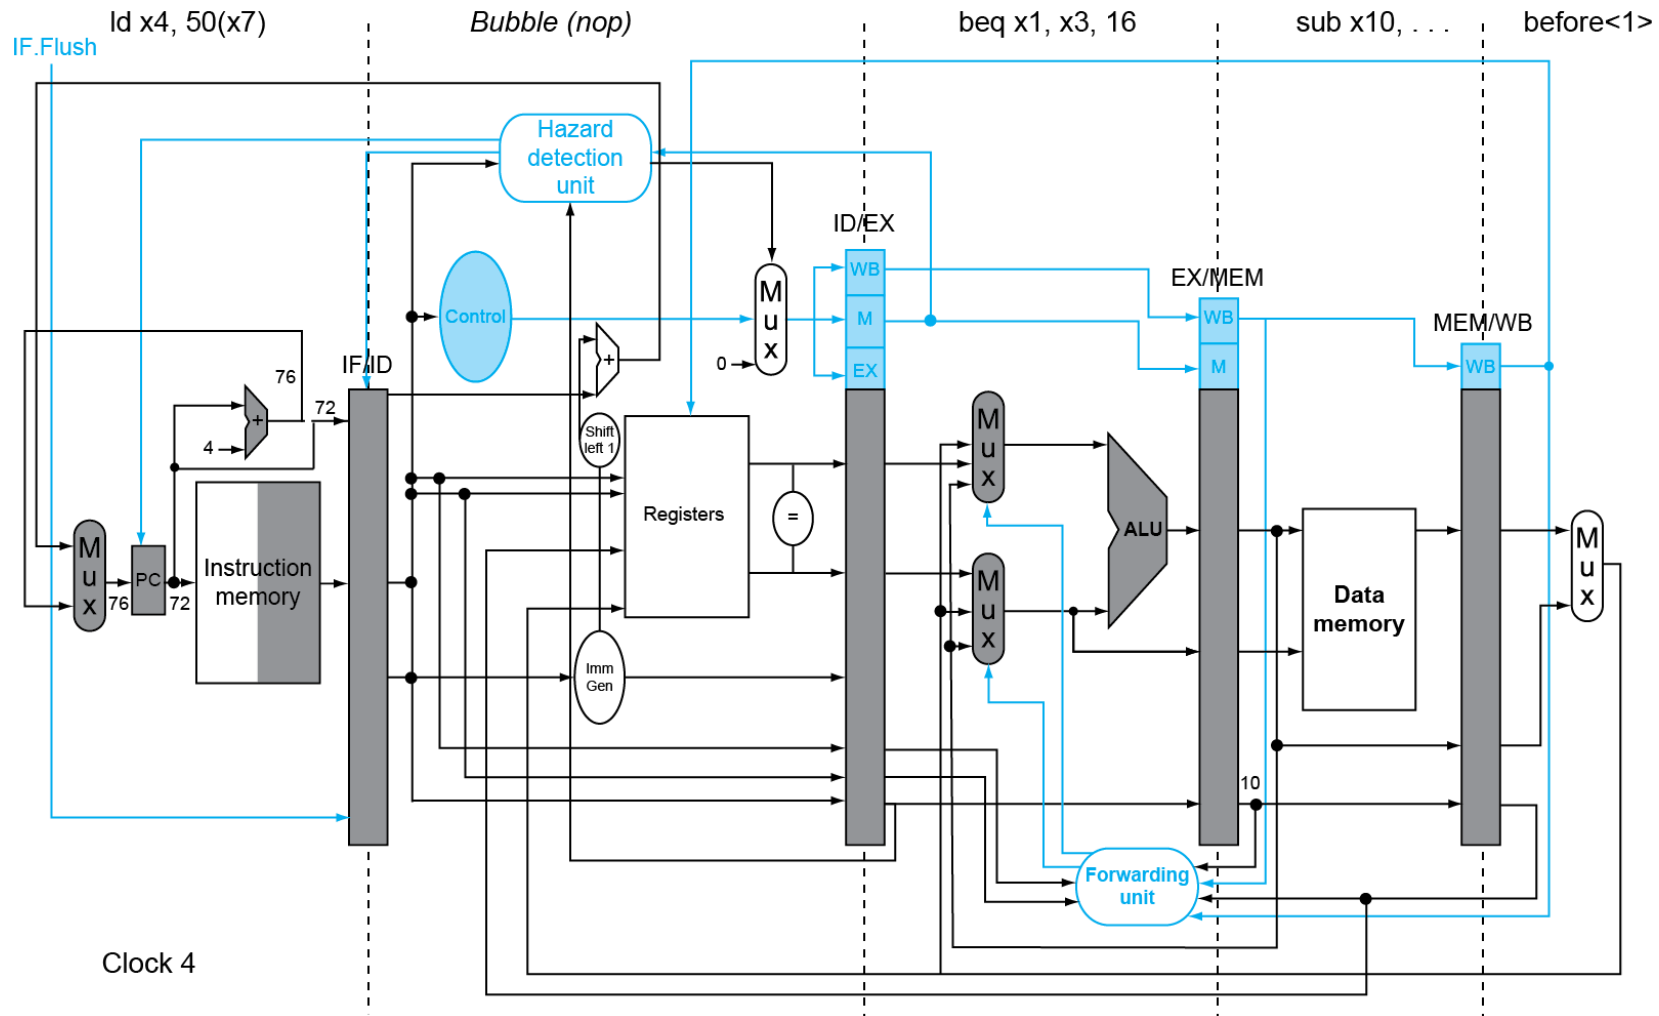 ld x4, 50(x7)
Bubble (nop)
beq x1, x3, 16
sub x10, . . .
before<1>
IF.Flush
Hazard
detection
unit
ID/EX
WB
M
EX
EX/MEM
WB
M
MEM/WB
WB
Control
M
u
x
0
+
IF/ID
76
72
+
4
Shift
left 1
Registers
=
M
u
x
M
u
x
ALU
M
u
x
PC
76
72
Instruction
memory
Data
memory
M
u
x
Imm
Gen
10
Forwarding
unit
Clock 4